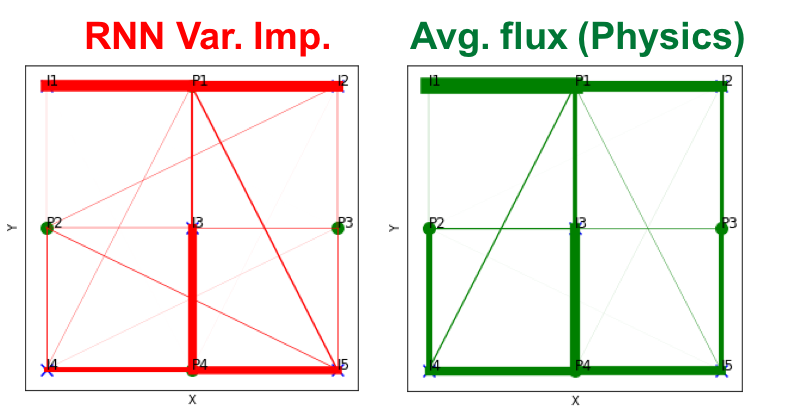 RNN Var. Imp.
Avg. flux (Physics)
I1 P1 I2
P2 I3 P3
I4 P4 I5
Y
X
I1 P1 I2
P2 I3 P3
I4 P4 I5
Y
X